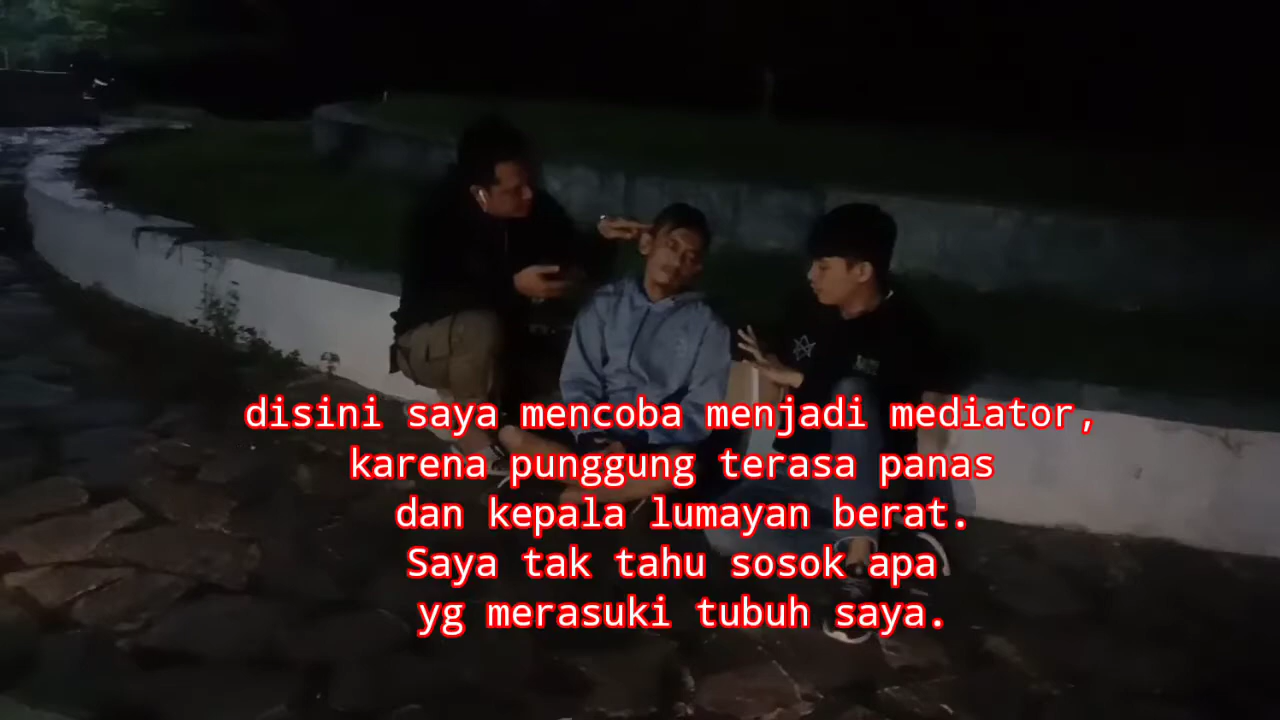 disini saya mencoba menjadi mediator,
karena punggung terasa panas
dan kepala lumayan berat.
Saya tak tahu sosok apa
yg merasuki tubuh saya.